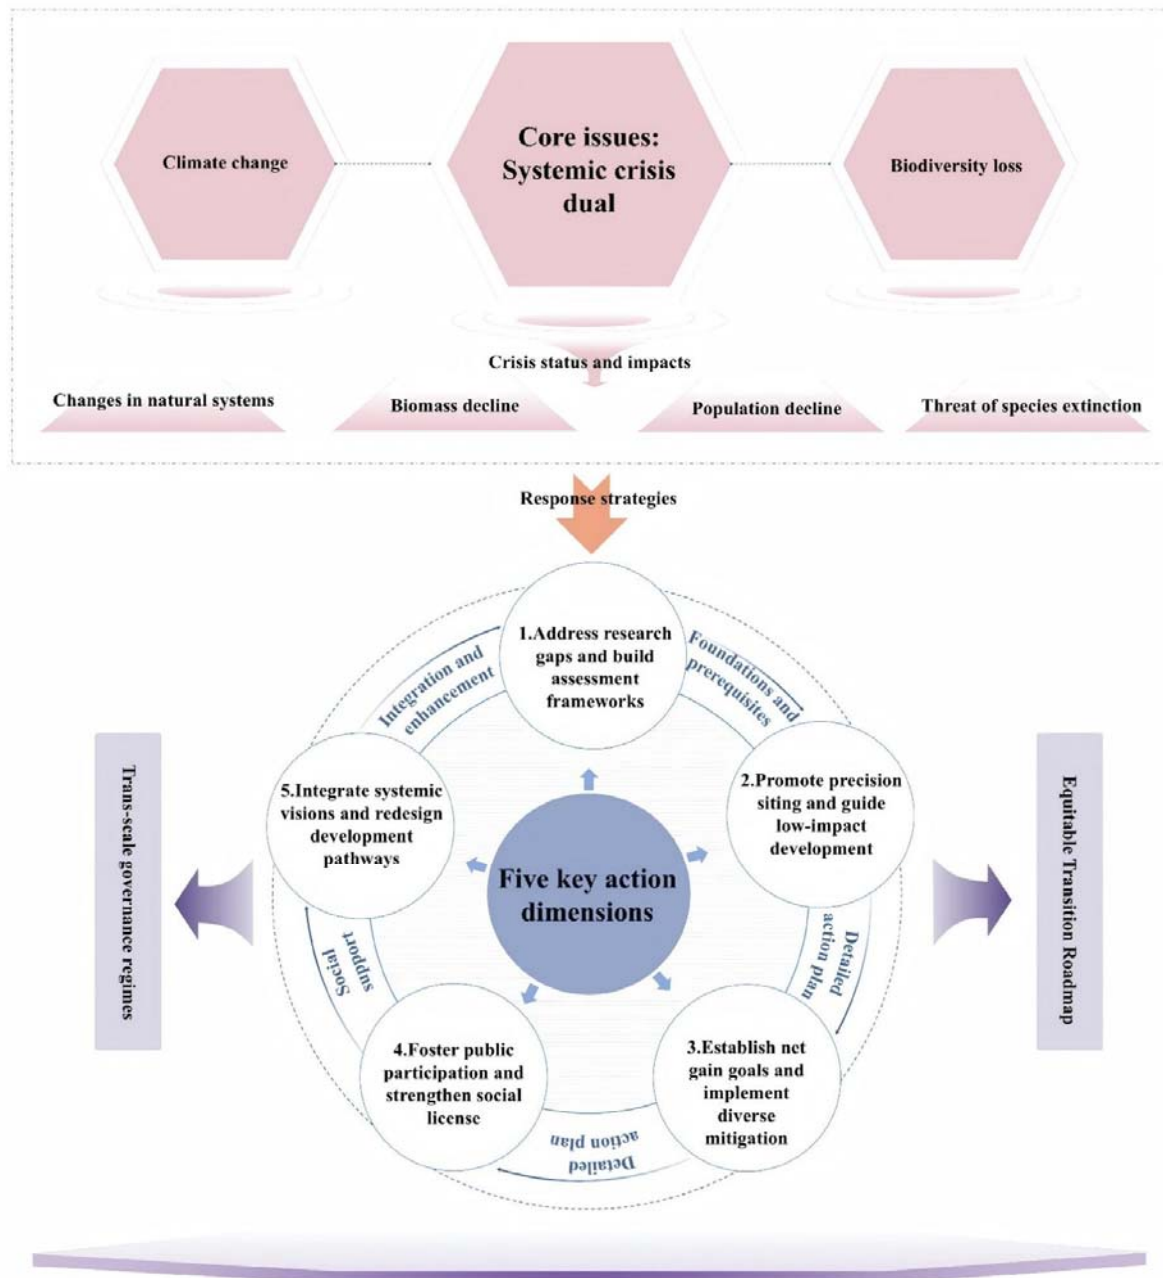 Climate change
Core issues:
Systemic crisis
dual
Biodiversity loss
Crisis status and impacts
Changes in natural systems
Biomass decline
Population decline
Threat of species extinction
Response strategies
1.Address research
gaps and build
assessment
frameworks
Foundations and
prerequisites
2.Promote precision
siting and guide
low-impact
development
Detailed
action plan
3.Establish net
gain goals and
implement
diverse
mitigation
Detailed
action plan
4.Foster public
participation and
strengthen social
license
Social
support
5.Integrate systemic
visions and redesign
development
pathways
Integration and
enhancement
Five key action
dimensions
Trans-scale governance regimes
Equitable Transition Roadmap